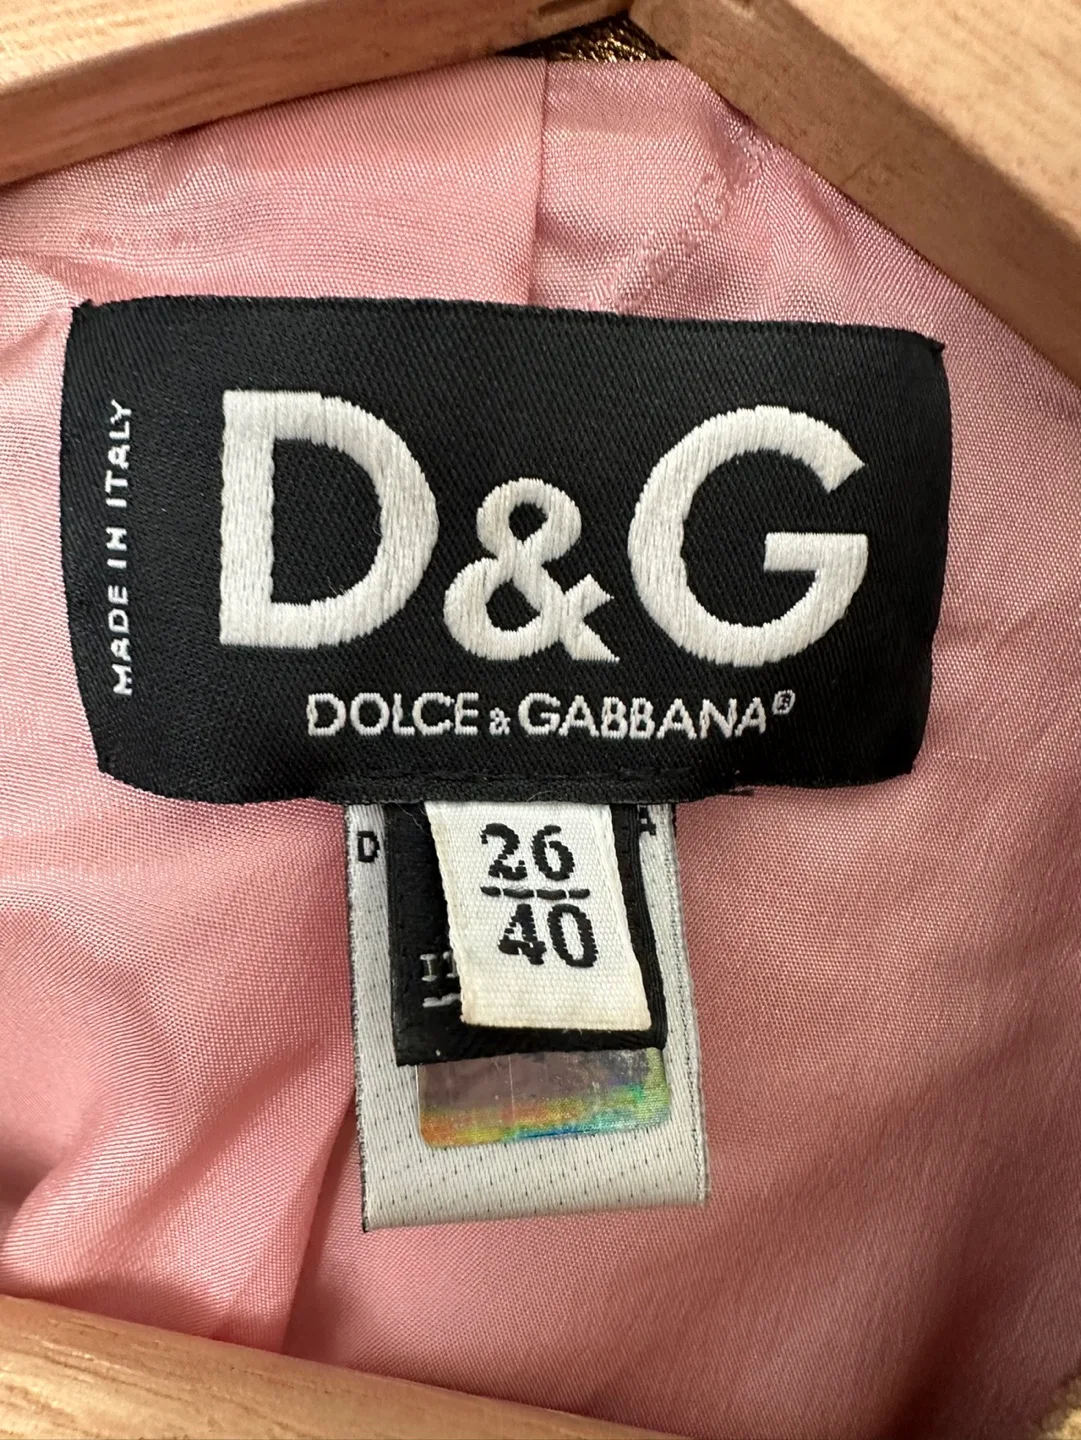 MADE IN ITALY
D&G
DOLCE & GABBANA®
26
40
D
A